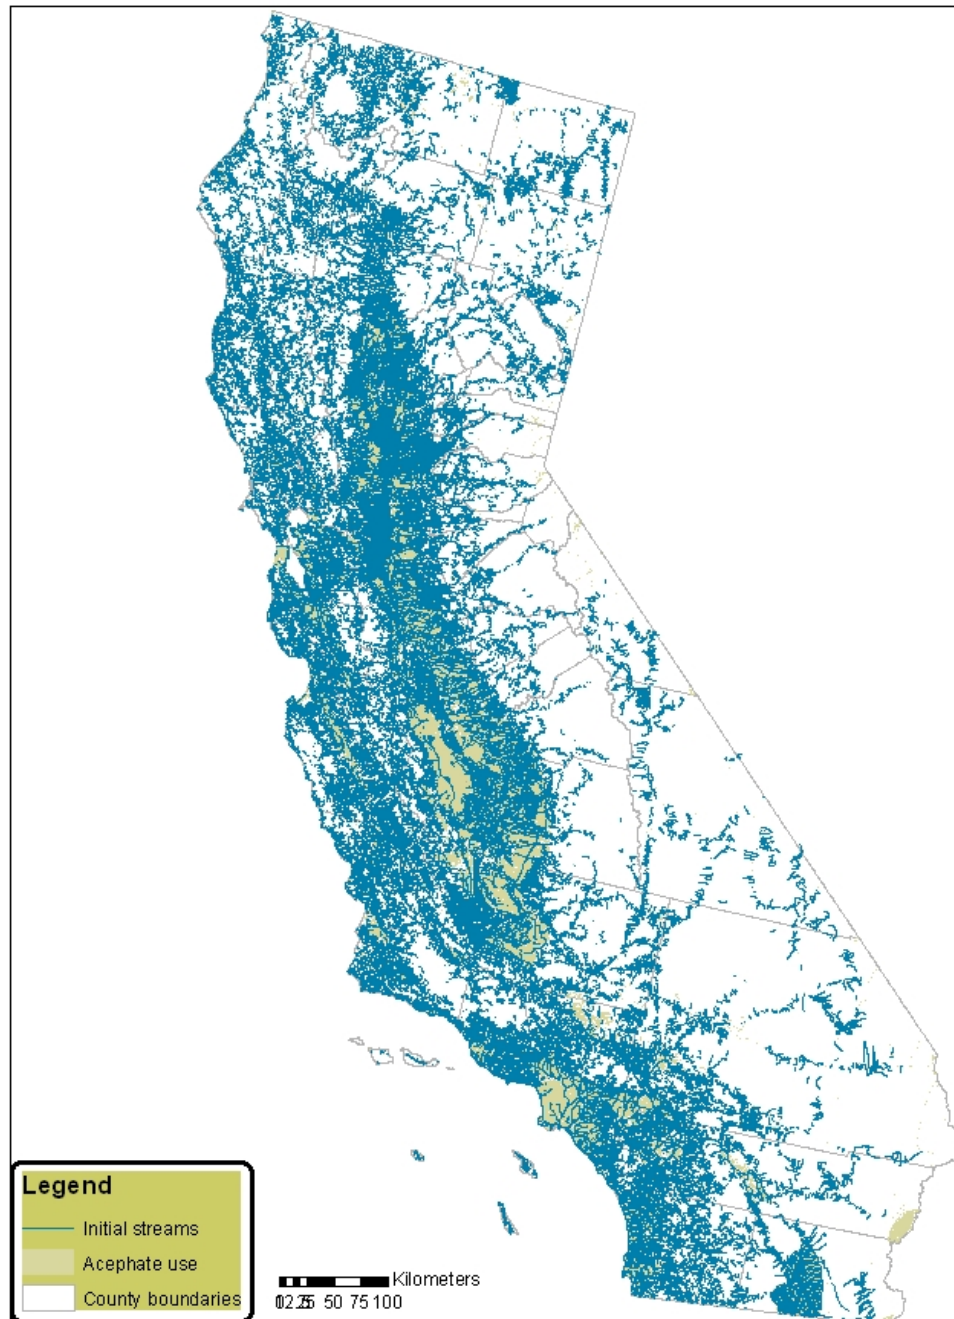 Legend
Initial streams
Acephate use
County boundaries
Kilometers
50 75 100